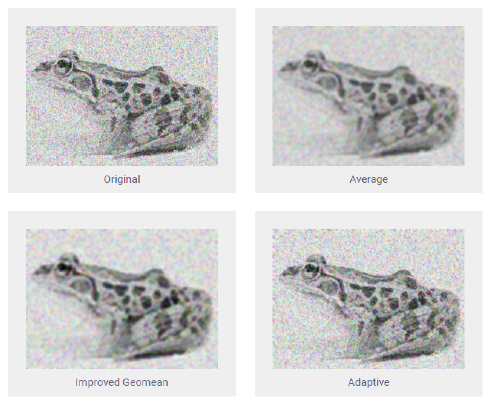 Original
Average
Improved Geomean
Adaptive